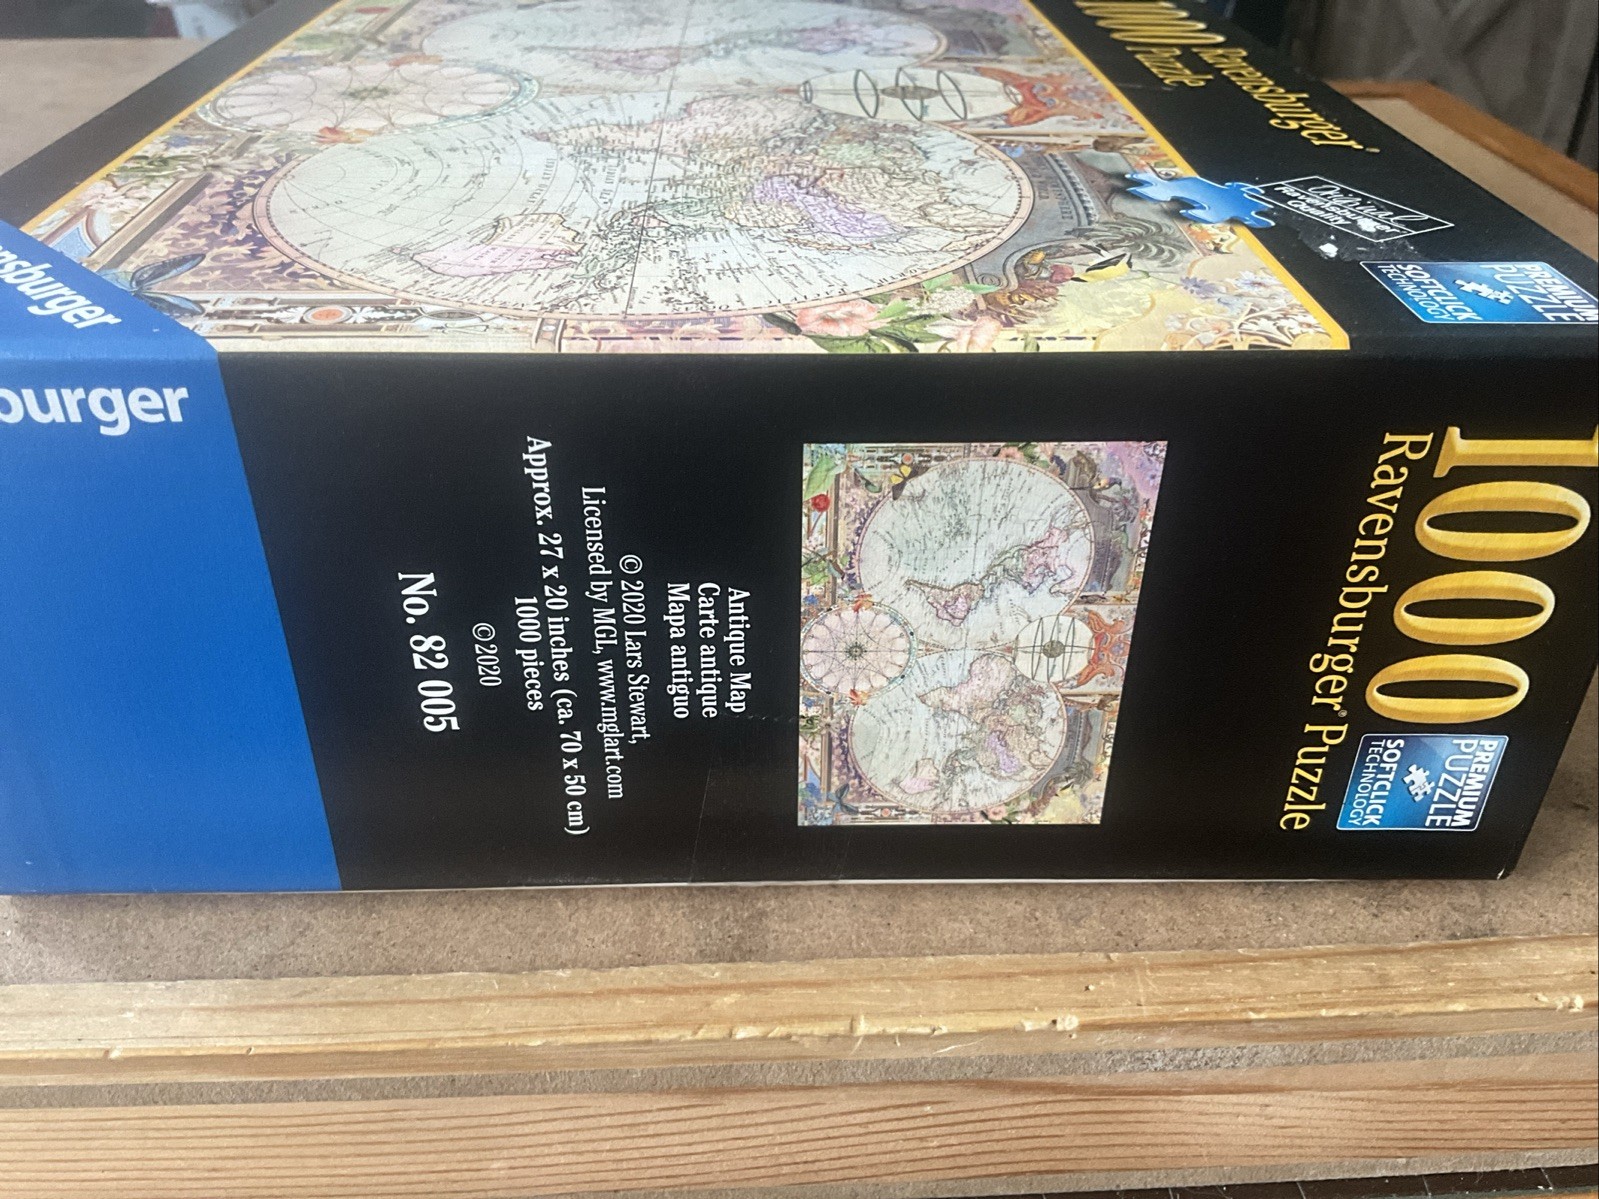 1000
Ravensburger®
Puzzle
Original
Ravensburger
Quality
PREMIUM
PUZZLE
SOFTCLICK
TECHNOLOGY
nsburger
burger
1000
Ravensburger® Puzzle
PREMIUM
PUZZLE
SOFTCLICK
TECHNOLOGY
Antique Map
Carte antique
Mapa antiguo
© 2020 Lars Stewart,
Licensed by MGL, www.mglart.com
Approx. 27 x 20 inches (ca. 70 x 50 cm)
1000 pieces
© 2020
No. 82 005